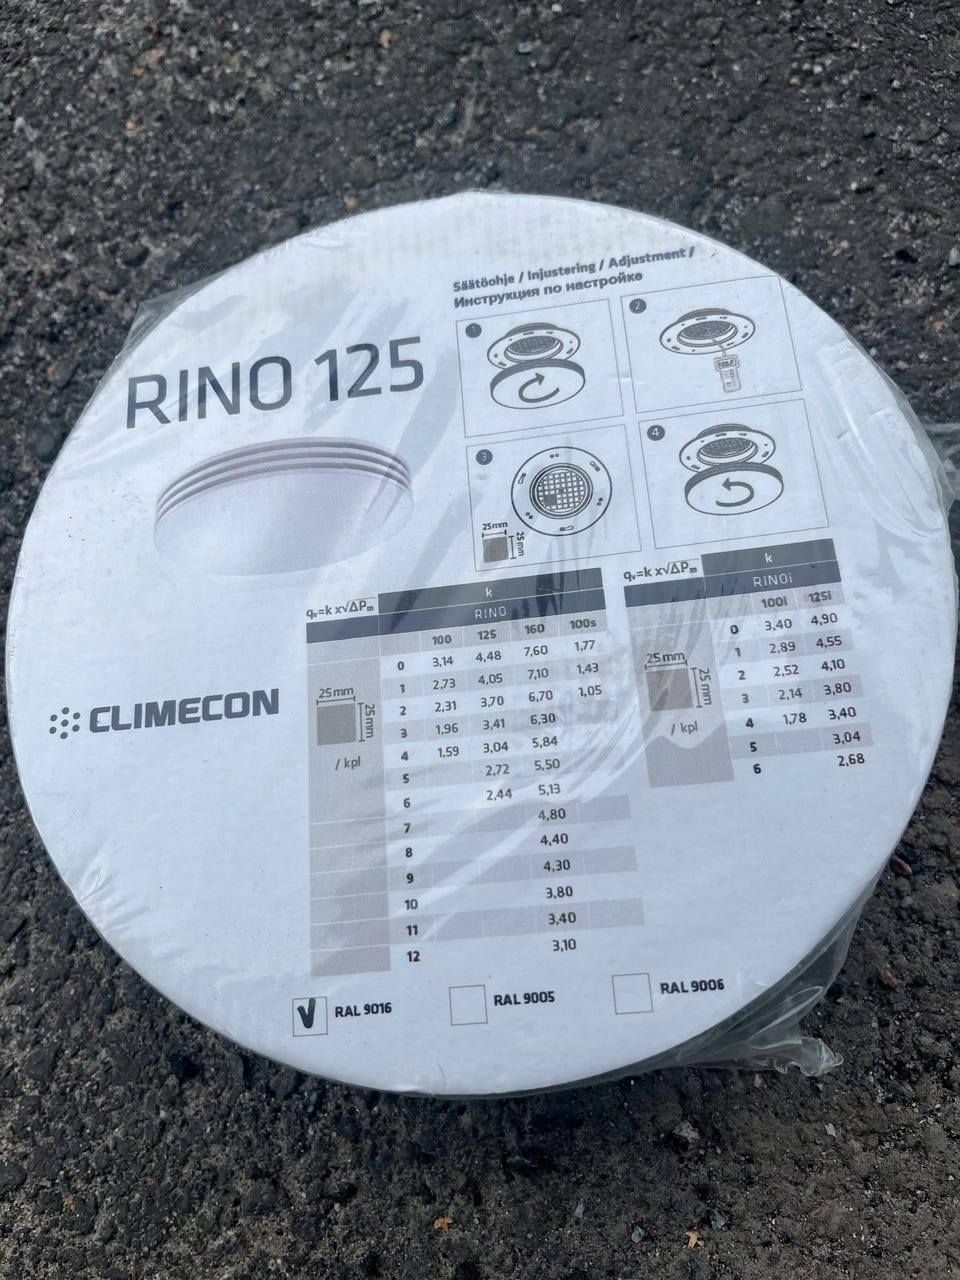 Säätöohje / Injustering / Adjustment /
Инструкция по настройке
RINO 125
1
2
3
4
25mm
25mm
CLIMECON
qv=k x√ΔPm
k
RINO
100 125 160 100s
0 3,14 4,48 7,60 1,77
1 2,73 4,05 7,10 1,43
2 2,31 3,70 6,70 1,05
3 1,96 3,41 6,30
4 1,59 3,04 5,84
5 2,72 5,50
6 2,44 5,13
7 4,80
8 4,40
9 4,30
10 3,80
11 3,40
12 3,10
25mm
25mm
/ kpl
qv=k x√ΔPm
k
RINOi
100i 125i
0 3,40 4,90
1 2,89 4,55
2 2,52 4,10
3 2,14 3,80
4 1,78 3,40
5 3,04
6 2,68
25mm
25mm
/ kpl
V RAL 9016 RAL 9005 RAL 9006